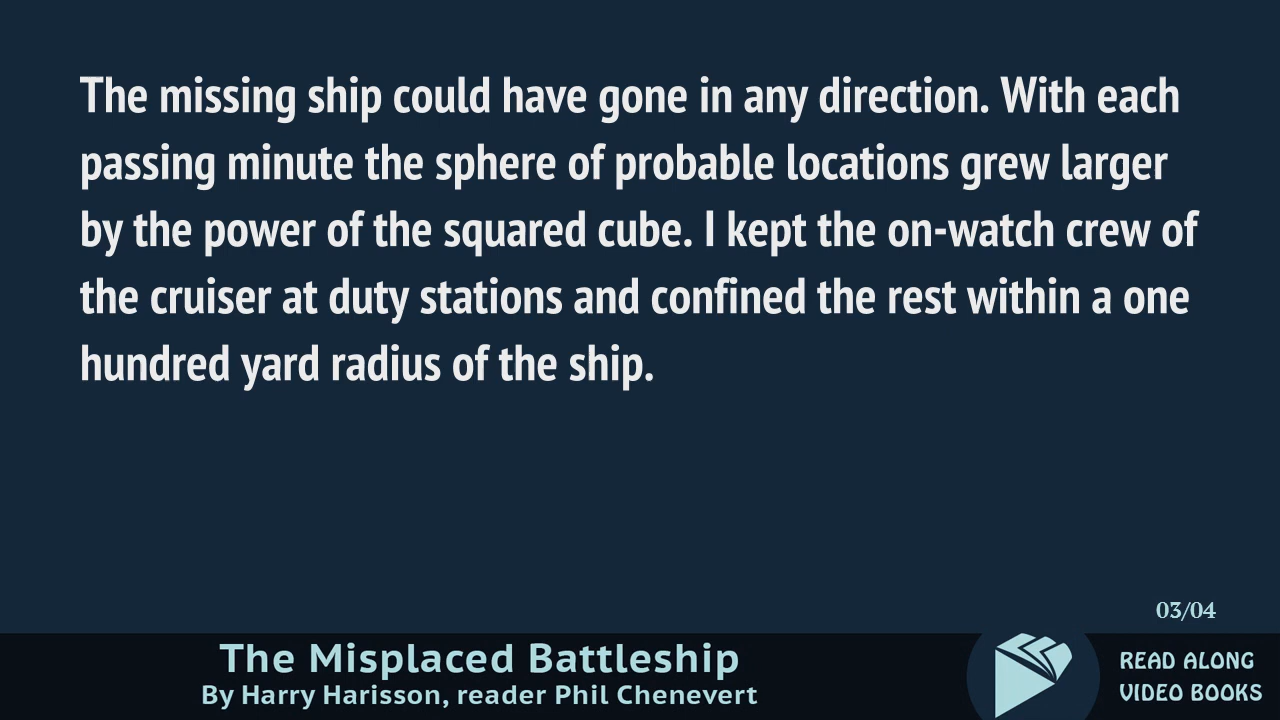 The missing ship could have gone in any direction. With each
passing minute the sphere of probable locations grew larger
by the power of the squared cube. I kept the on-watch crew of
the cruiser at duty stations and confined the rest within a one
hundred yard radius of the ship.
03/04
The Misplaced Battleship
By Harry Harisson, reader Phil Chenevert
READ ALONG
VIDEO BOOKS